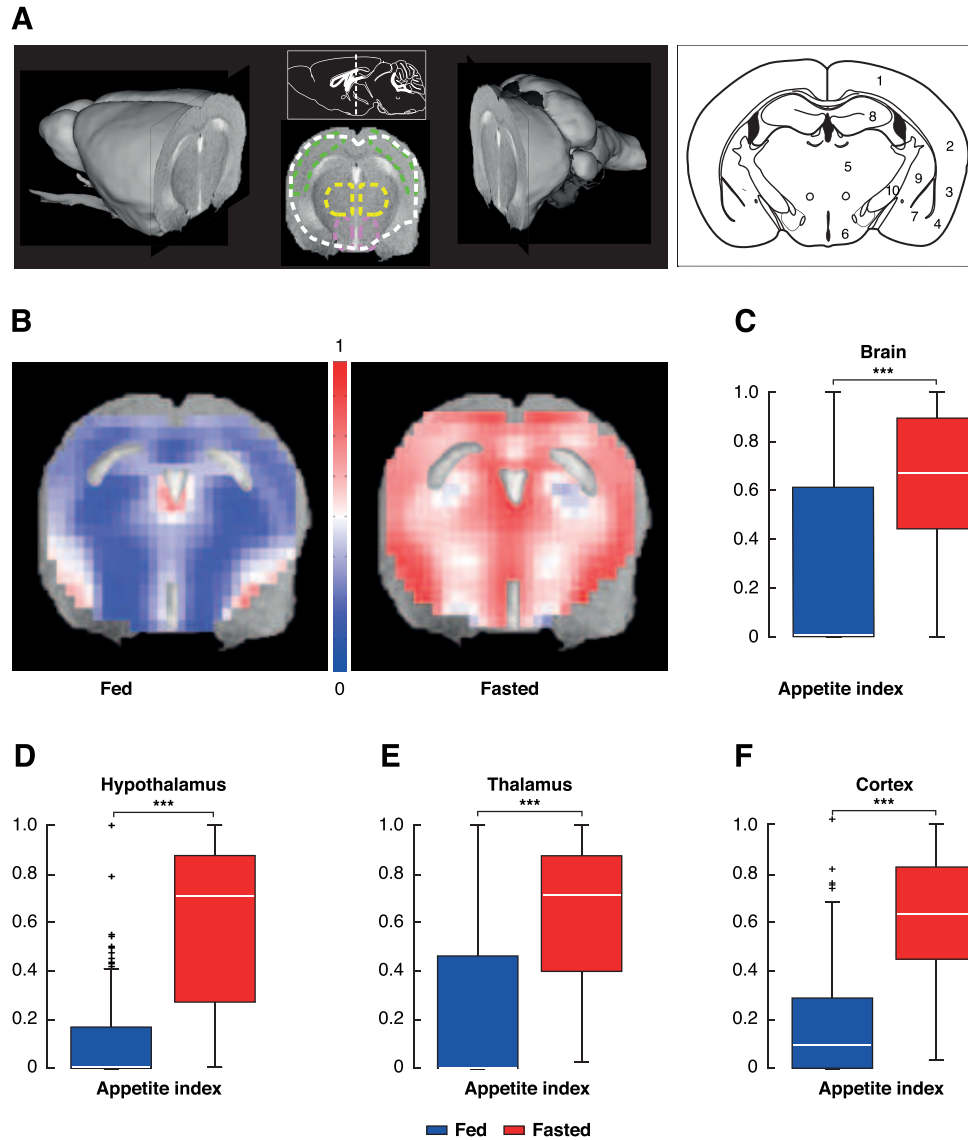 A
1
8
2
5
9
3
10
7
4
6
B
1
0
Fed
Fasted
C
Brain
***
1.0
0.8
0.6
0.4
0.2
0
Appetite index
D
Hypothalamus
***
1.0
0.8
0.6
0.4
0.2
0
Appetite index
E
Thalamus
***
1.0
0.8
0.6
0.4
0.2
0
Appetite index
F
Cortex
***
1.0
0.8
0.6
0.4
0.2
0
Appetite index
Fed Fasted